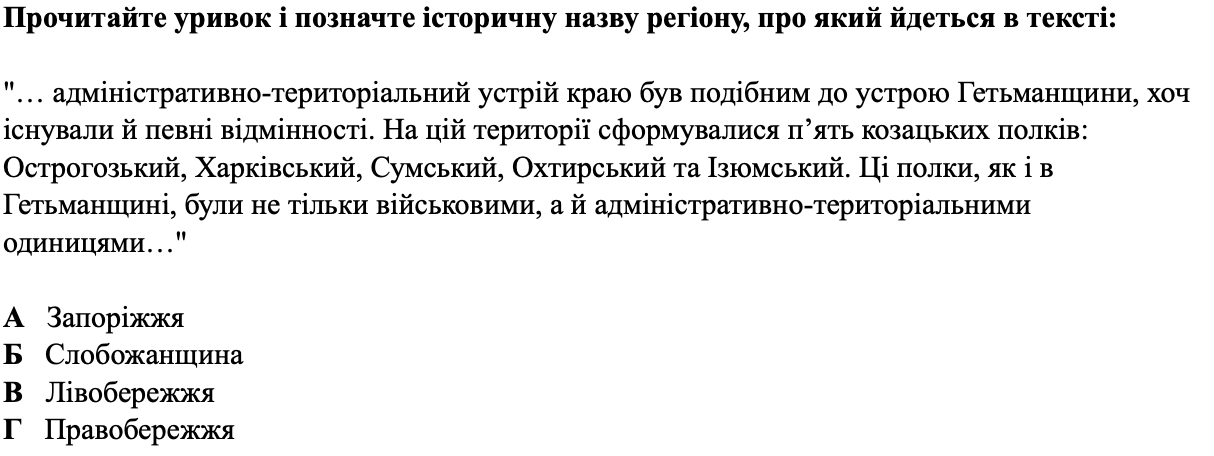 Прочитайте уривок і позначте історичну назву регіону, про який йдеться в тексті:
"… адміністративно-територіальний устрій краю був подібним до устрою Гетьманщини, хоч
існували й певні відмінності. На цій території сформувалися п’ять козацьких полків:
Острогозький, Харківський, Сумський, Охтирський та Ізюмський. Ці полки, як і в
Гетьманщині, були не тільки військовими, а й адміністративно-територіальними
одиницями…"
А Запоріжжя
Б Слобожанщина
В Лівобережжя
Г Правобережжя